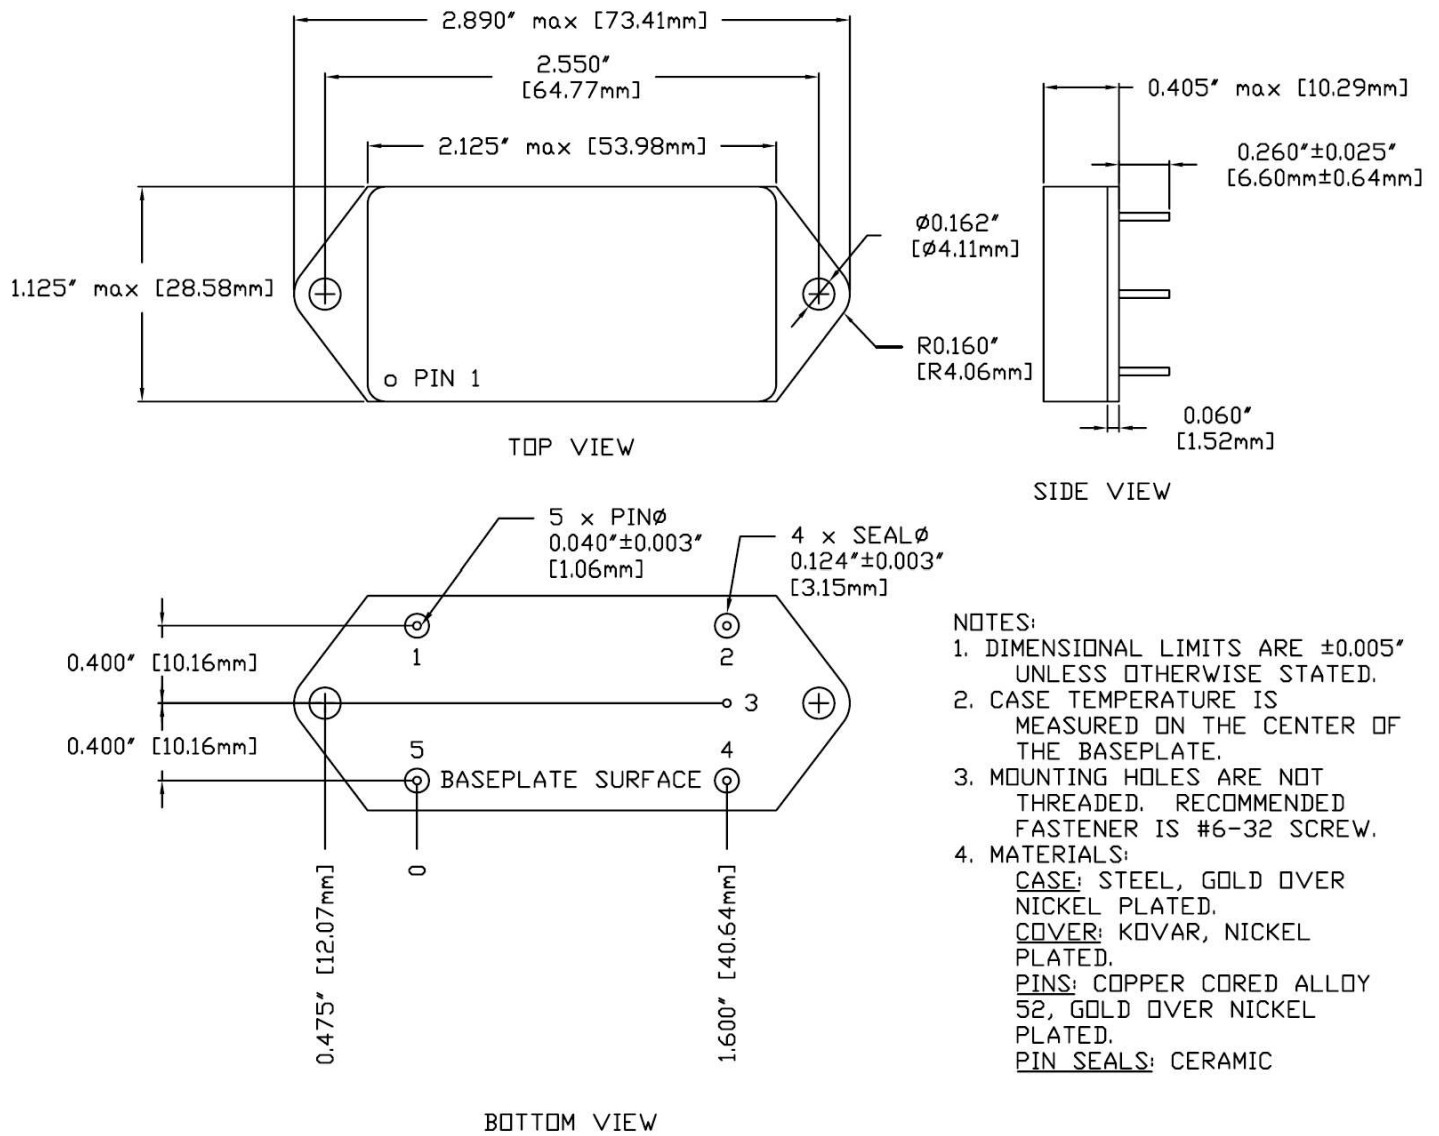 2.890″ max [73.41mm]
2.550″
[64.77mm]
2.125″ max [53.98mm]
1.125″ max [28.58mm]
Ø0.162″
[Ø4.11mm]
R0.160″
[R4.06mm]
PIN 1
TOP VIEW
0.405″ max [10.29mm]
0.260″±0.025″
[6.60mm±0.64mm]
0.060″
[1.52mm]
SIDE VIEW
5 x PINØ
0.040″±0.003″
[1.06mm]
4 x SEALØ
0.124″±0.003″
[3.15mm]
0.400″ [10.16mm]
0.400″ [10.16mm]
1
2
3
5
4
BASEPLATE SURFACE
0.475″ [12.07mm]
0
1.600″ [40.64mm]
BOTTOM VIEW
NOTES:
1. DIMENSIONAL LIMITS ARE ±0.005″
UNLESS OTHERWISE STATED.
2. CASE TEMPERATURE IS
MEASURED ON THE CENTER OF
THE BASEPLATE.
3. MOUNTING HOLES ARE NOT
THREADED. RECOMMENDED
FASTENER IS #6-32 SCREW.
4. MATERIALS:
CASE: STEEL, GOLD OVER
NICKEL PLATED.
COVER: KOVAR, NICKEL
PLATED.
PINS: COPPER CORED ALLOY
52, GOLD OVER NICKEL
PLATED.
PIN SEALS: CERAMIC